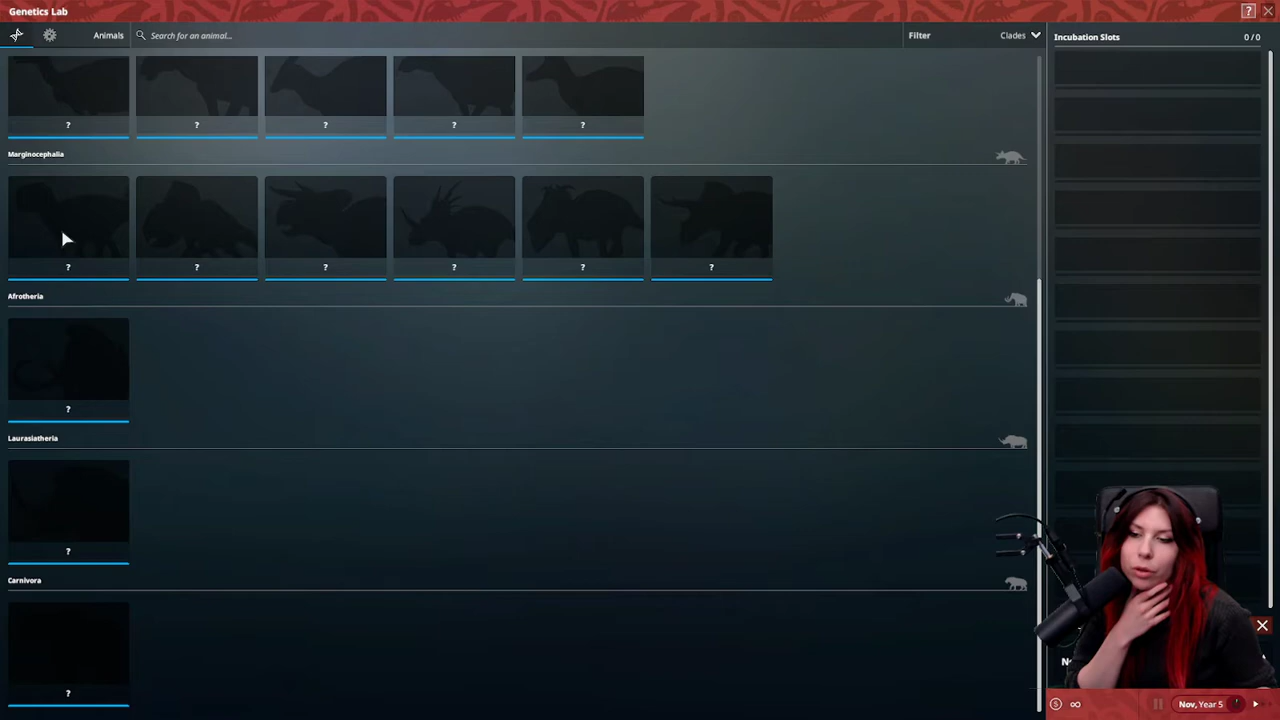 Genetics Lab
?
Animals
Search for an animal...
Filter
Clades
Incubation Slots
0/0
? ? ? ? ?
Marginocephalia
? ? ? ? ? ?
Afrotheria
?
Laurasiatheria
?
Carnivora
?
∞
Nov, Year 5